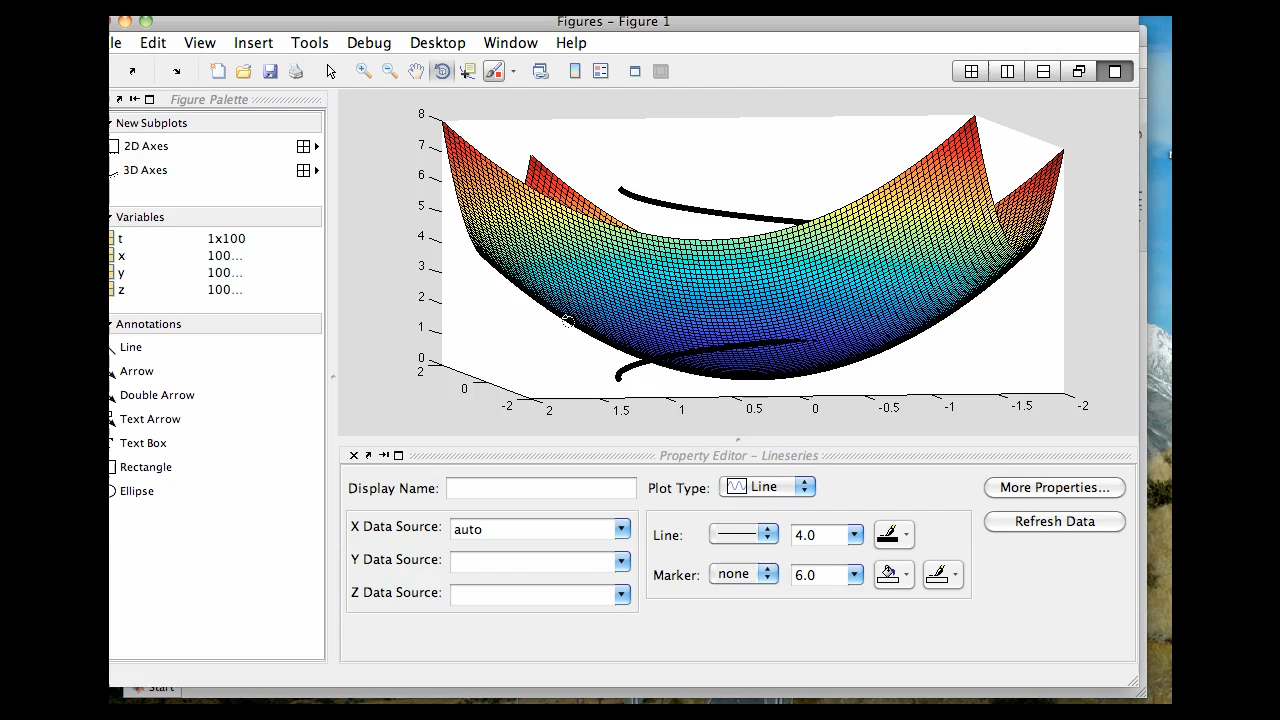 Figures - Figure 1
le Edit View Insert Tools Debug Desktop Window Help
Figure Palette
New Subplots
2D Axes
3D Axes
Variables
t 1x100
x 100...
y 100...
z 100...
Annotations
Line
Arrow
Double Arrow
Text Arrow
Text Box
Rectangle
Ellipse
8
7
6
5
4
3
2
1
0
2
0
-2
2 1.5 1 0.5 0 -0.5 -1 -1.5 -2
Property Editor - Lineseries
Display Name: Plot Type: Line More Properties...
X Data Source: auto Line: 4.0 Refresh Data
Y Data Source: Marker: none 6.0
Z Data Source:
Start